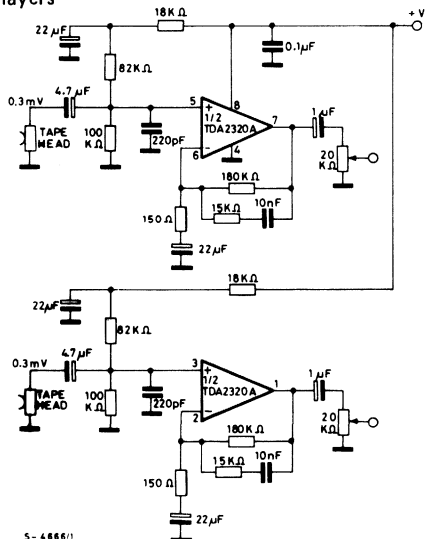 layers
18KΩ
+V
22µF
0.1µF
82KΩ
4.7µF
0.3mV
5
8
1µF
+
1/2
TDA2320A
7
TAPE
HEAD
100
KΩ
220pF
6
–
4
20
KΩ
180KΩ
15KΩ
10nF
150Ω
22µF
18KΩ
22µF
82KΩ
4.7µF
0.3mV
3
1µF
+
1/2
TDA2320A
1
TAPE
HEAD
100
KΩ
220pF
2
–
20
KΩ
180KΩ
15KΩ
10nF
150Ω
22µF
S-4666/1